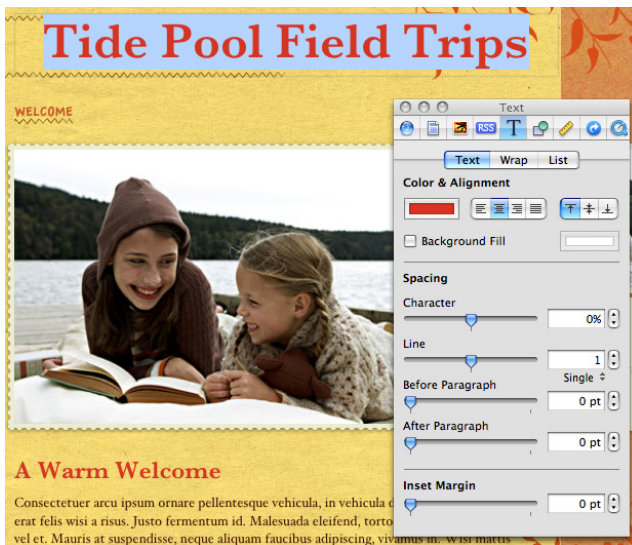 Tide Pool Field Trips
WELCOME
Text
RSS T
Text Wrap List
Color & Alignment
Background Fill
Spacing
Character
0%
Line
1
Single
Before Paragraph
0 pt
After Paragraph
0 pt
Inset Margin
0 pt
A Warm Welcome
Consectetuer arcu ipsum ornare pellentesque vehicula, in vehicula
erat felis wisi a risus. Justo fermentum id. Malesuada eleifend, torto
vel et. Mauris at suspendisse, neque aliquam faucibus adipiscing, vivamus in. Wisi mattis